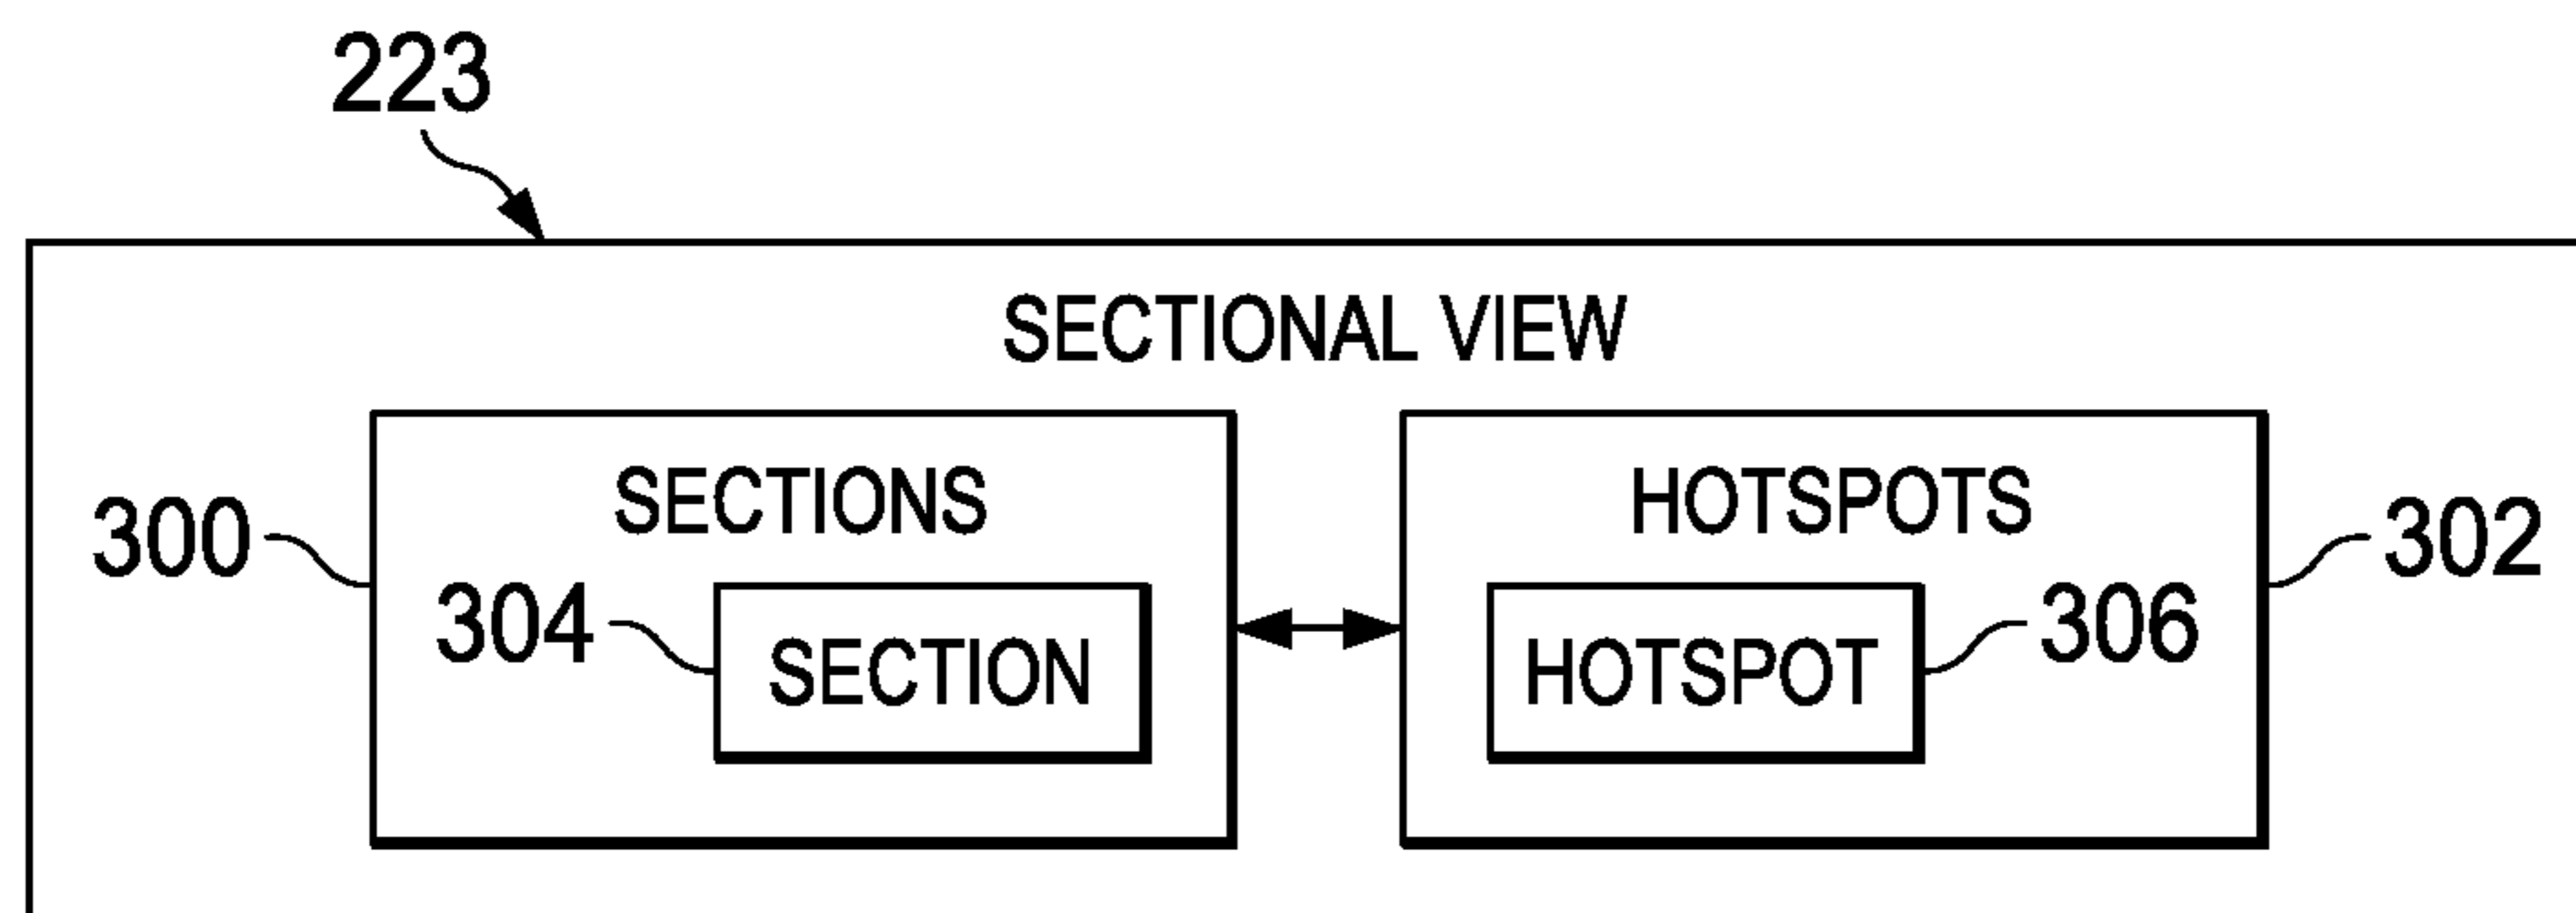 223
SECTIONAL VIEW
SECTIONS
HOTSPOTS
300
302
304
SECTION
HOTSPOT
306